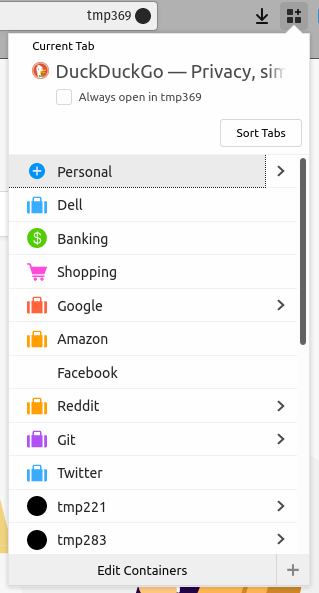 tmp369
Current Tab
DuckDuckGo — Privacy, sim
Always open in tmp369
Sort Tabs
Personal
Dell
$ Banking
Shopping
Google
Amazon
Facebook
Reddit
Git
Twitter
tmp221
tmp283
Edit Containers